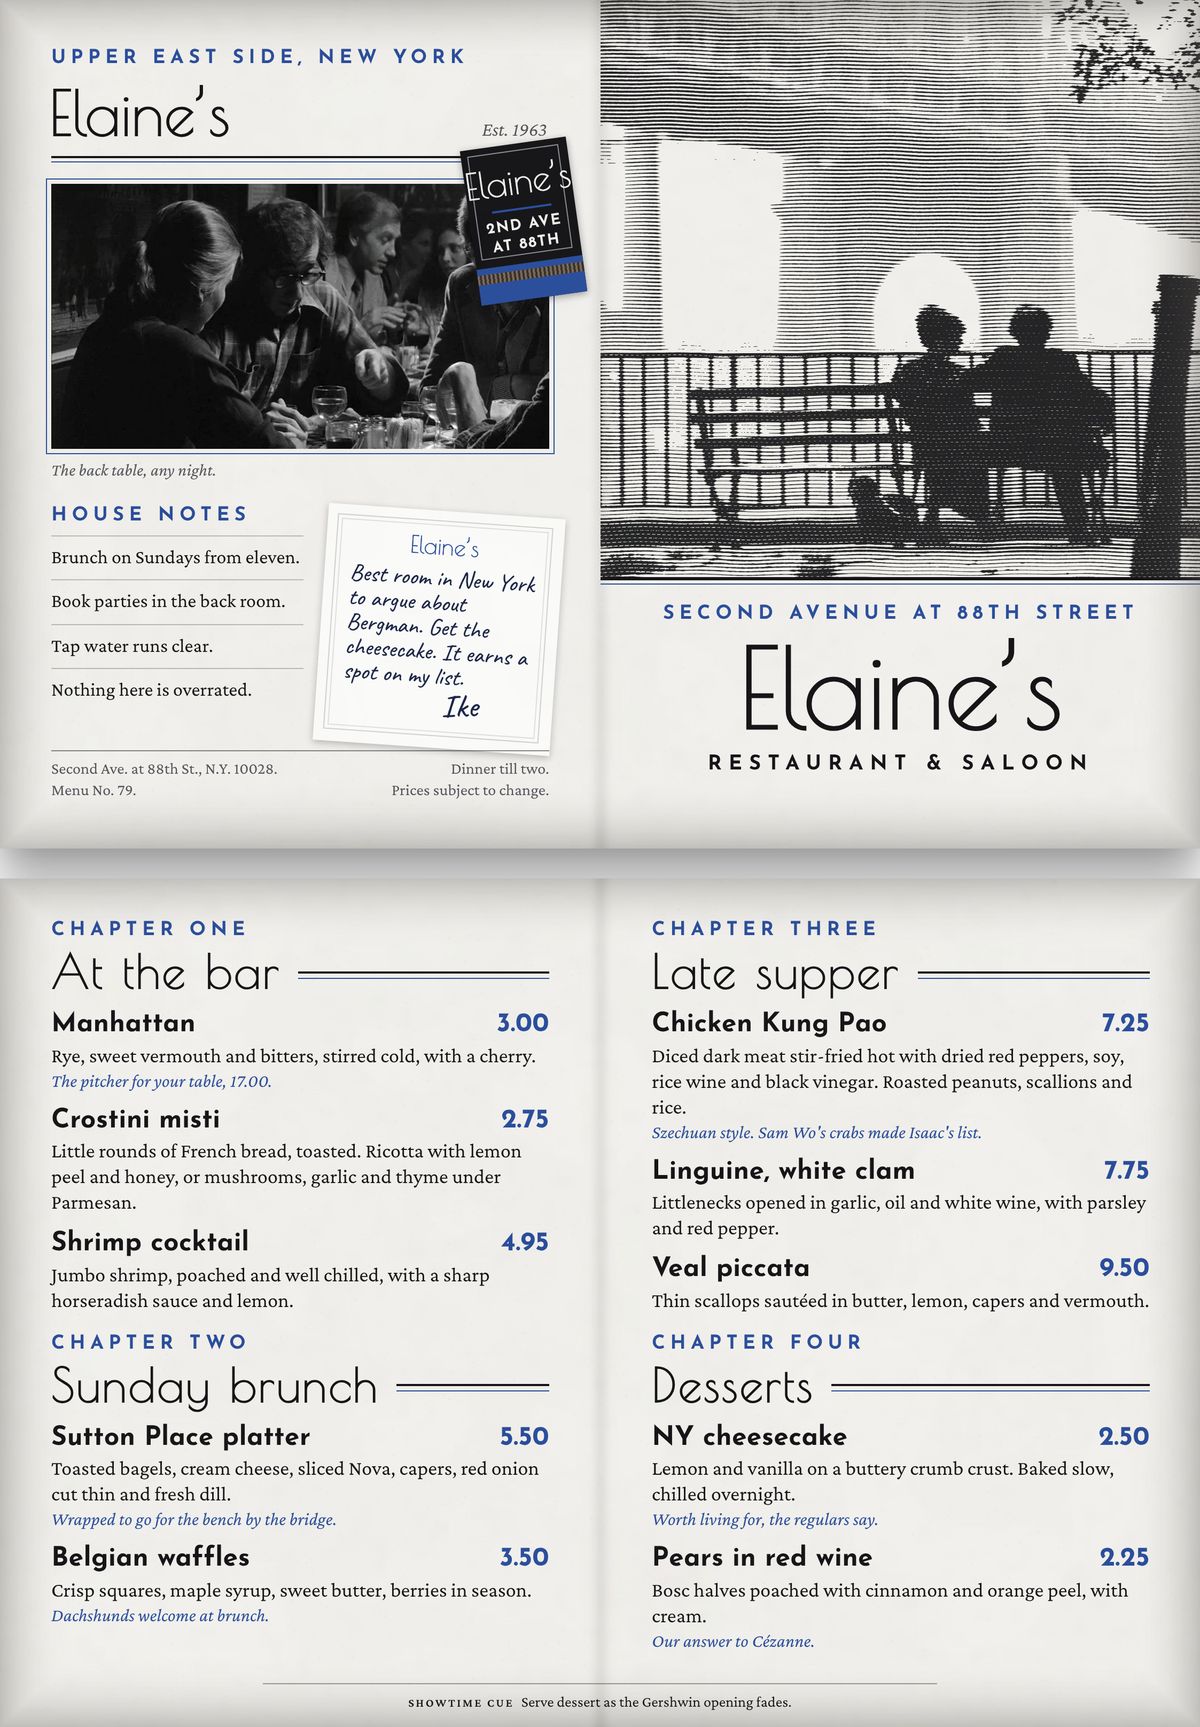 UPPER EAST SIDE, NEW YORK
Elaine's
Est. 1963
Elaine's
2ND AVE
AT 88TH
The back table, any night.
HOUSE NOTES
Brunch on Sundays from eleven.
Book parties in the back room.
Tap water runs clear.
Nothing here is overrated.
Elaine's
Best room in New York
to argue about
Bergman. Get the
cheesecake. It earns a
spot on my list.
Ike
Second Ave. at 88th St., N.Y. 10028.
Menu No. 79.
Dinner till two.
Prices subject to change.
SECOND AVENUE AT 88TH STREET
Elaine's
RESTAURANT & SALOON
CHAPTER ONE
At the bar
Manhattan 3.00
Rye, sweet vermouth and bitters, stirred cold, with a cherry.
The pitcher for your table, 17.00.
Crostini misti 2.75
Little rounds of French bread, toasted. Ricotta with lemon
peel and honey, or mushrooms, garlic and thyme under
Parmesan.
Shrimp cocktail 4.95
Jumbo shrimp, poached and well chilled, with a sharp
horseradish sauce and lemon.
CHAPTER TWO
Sunday brunch
Sutton Place platter 5.50
Toasted bagels, cream cheese, sliced Nova, capers, red onion
cut thin and fresh dill.
Wrapped to go for the bench by the bridge.
Belgian waffles 3.50
Crisp squares, maple syrup, sweet butter, berries in season.
Dachshunds welcome at brunch.
CHAPTER THREE
Late supper
Chicken Kung Pao 7.25
Diced dark meat stir-fried hot with dried red peppers, soy,
rice wine and black vinegar. Roasted peanuts, scallions and
rice.
Szechuan style. Sam Wo's crabs made Isaac's list.
Linguine, white clam 7.75
Littlenecks opened in garlic, oil and white wine, with parsley
and red pepper.
Veal piccata 9.50
Thin scallops sautéed in butter, lemon, capers and vermouth.
CHAPTER FOUR
Desserts
NY cheesecake 2.50
Lemon and vanilla on a buttery crumb crust. Baked slow,
chilled overnight.
Worth living for, the regulars say.
Pears in red wine 2.25
Bosc halves poached with cinnamon and orange peel, with
cream.
Our answer to Cézanne.
SHOWTIME CUE Serve dessert as the Gershwin opening fades.